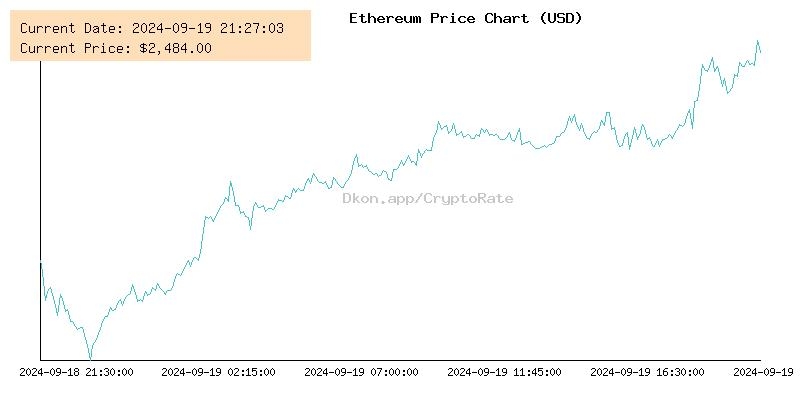 Ethereum Price Chart (USD)
Current Date: 2024-09-19 21:27:03
Current Price: $2,484.00
Dkon.app/CryptoRate
2024-09-18 21:30:00 2024-09-19 02:15:00 2024-09-19 07:00:00 2024-09-19 11:45:00 2024-09-19 16:30:00 2024-09-19